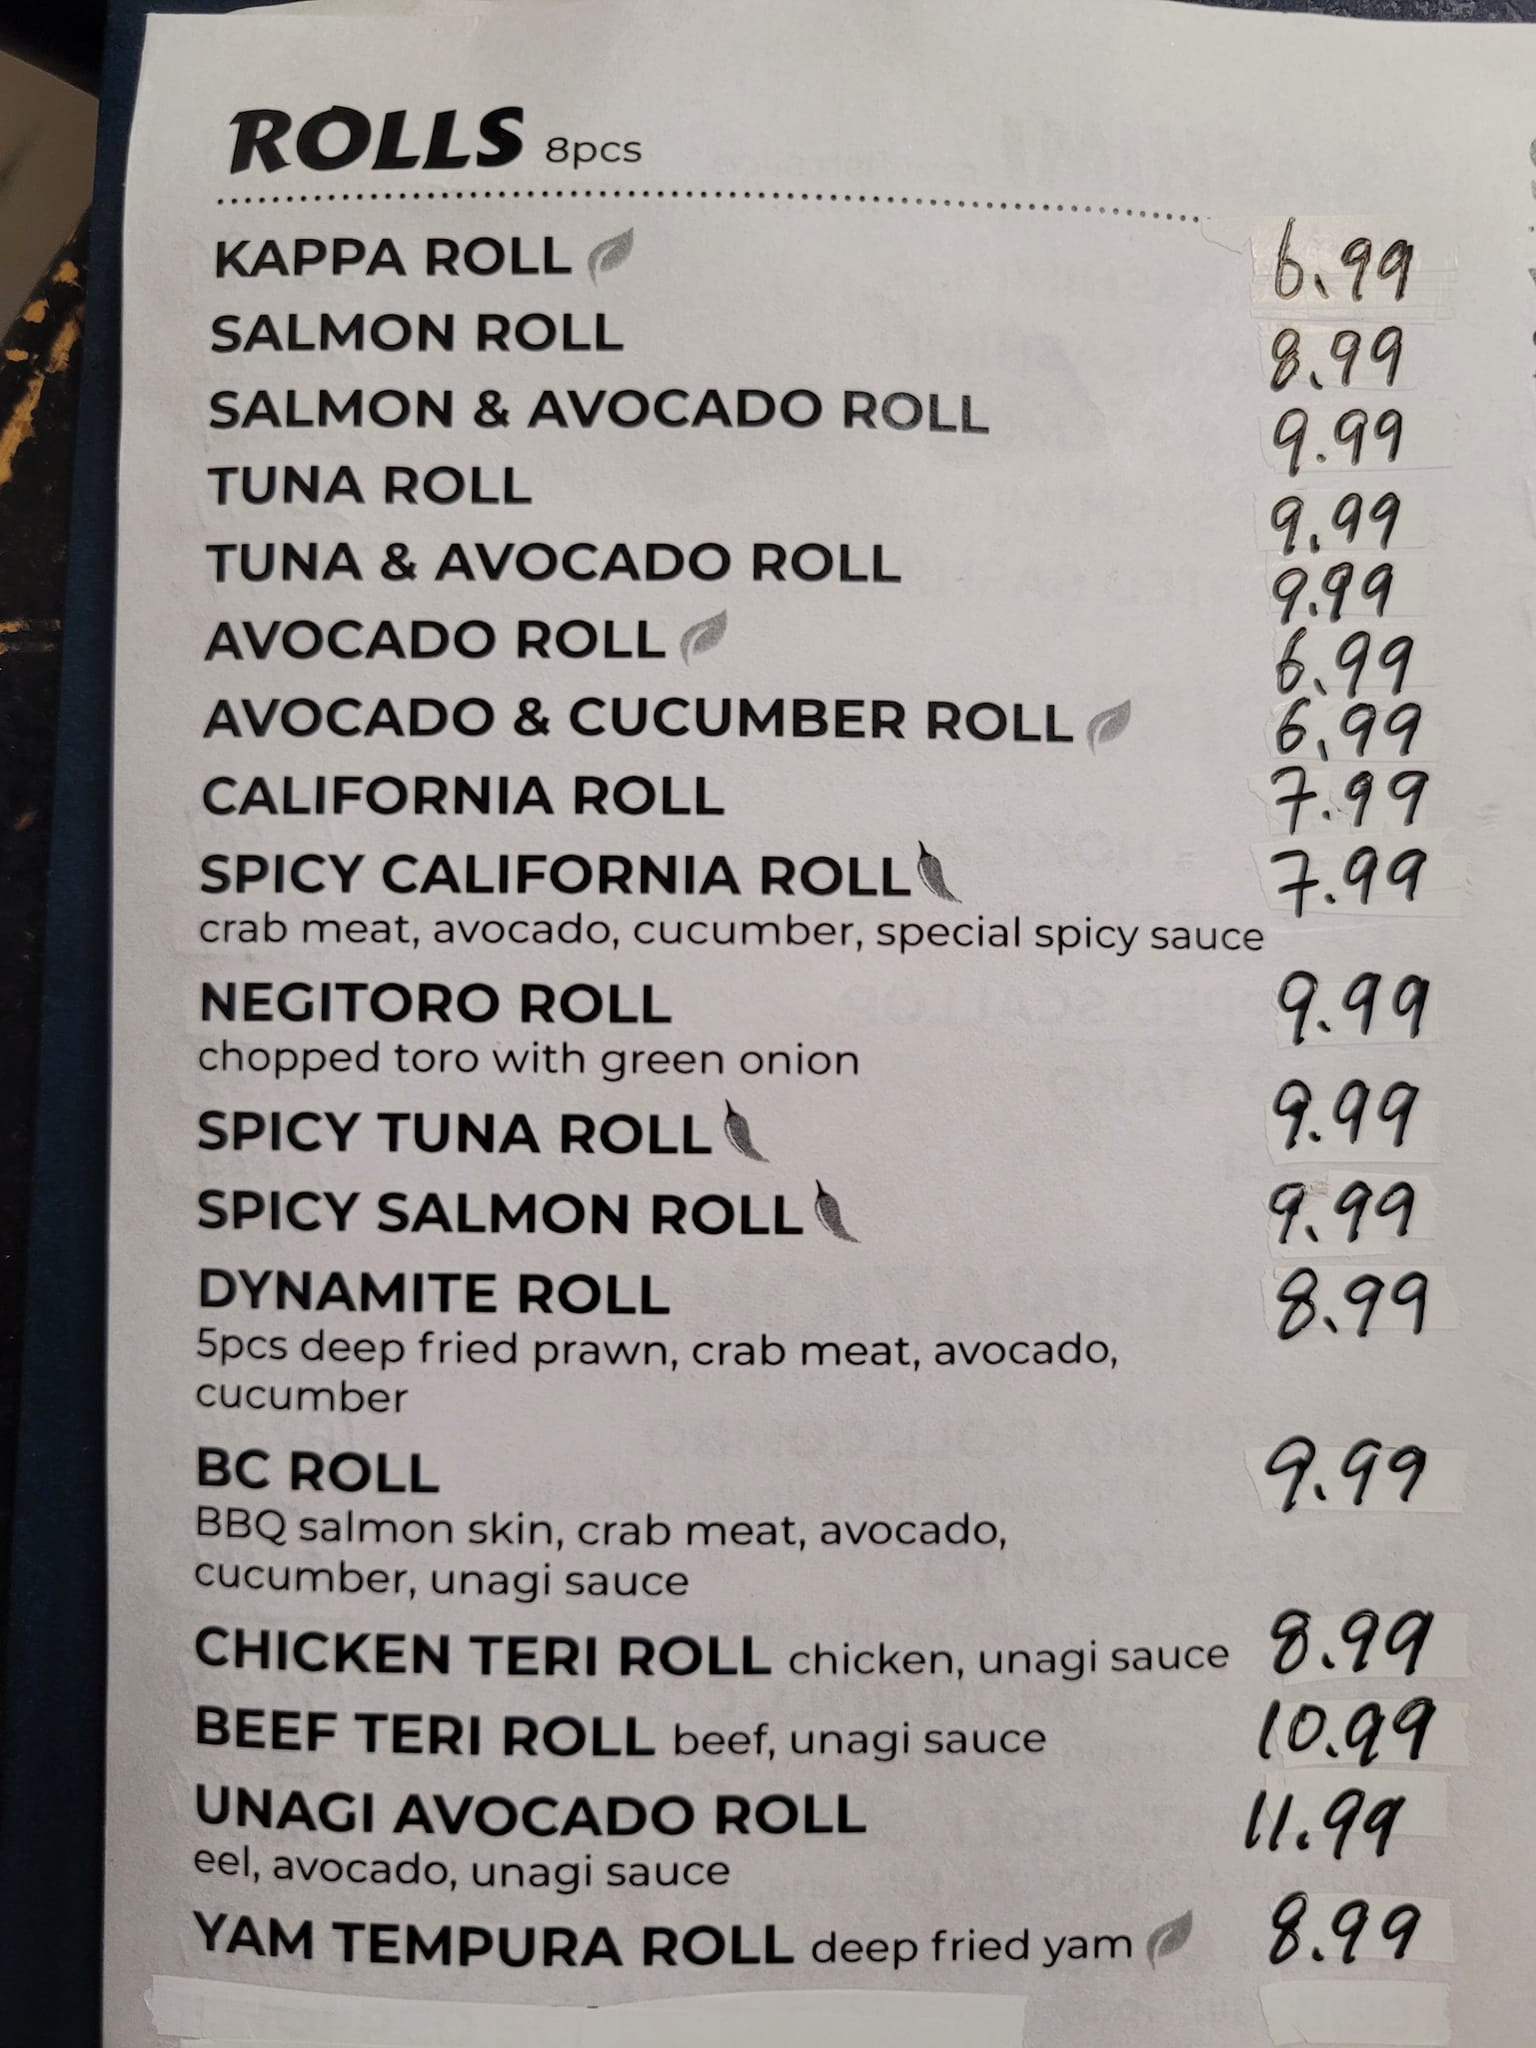 ROLLS 8pcs
KAPPA ROLL 6.99
SALMON ROLL 8.99
SALMON & AVOCADO ROLL 9.99
TUNA ROLL 9.99
TUNA & AVOCADO ROLL 9.99
AVOCADO ROLL 6.99
AVOCADO & CUCUMBER ROLL 6.99
CALIFORNIA ROLL 7.99
SPICY CALIFORNIA ROLL 7.99
crab meat, avocado, cucumber, special spicy sauce
NEGITORO ROLL 9.99
chopped toro with green onion
SPICY TUNA ROLL 9.99
SPICY SALMON ROLL 9.99
DYNAMITE ROLL 8.99
5pcs deep fried prawn, crab meat, avocado,
cucumber
BC ROLL 9.99
BBQ salmon skin, crab meat, avocado,
cucumber, unagi sauce
CHICKEN TERI ROLL chicken, unagi sauce 8.99
BEEF TERI ROLL beef, unagi sauce 10.99
UNAGI AVOCADO ROLL 11.99
eel, avocado, unagi sauce
YAM TEMPURA ROLL deep fried yam 8.99